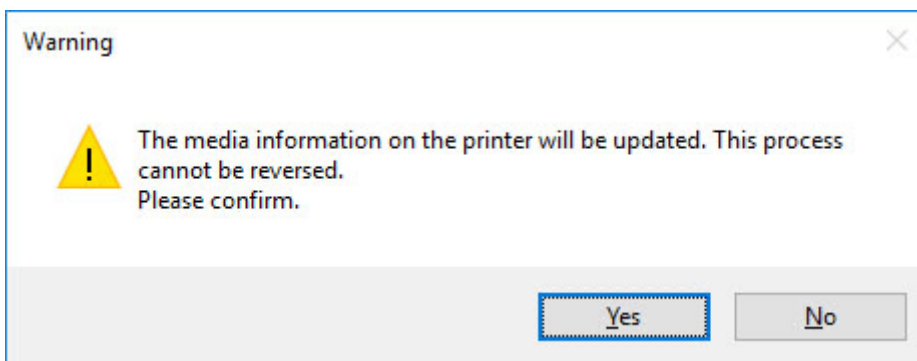 Warning
The media information on the printer will be updated. This process
cannot be reversed.
Please confirm.
Yes
No